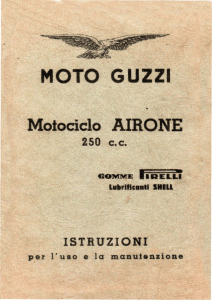 MOTO GUZZI
Motociclo AIRONE
250 c.c.
GOMME PIRELLI
Lubrificanti SHELL
ISTRUZIONI
per l'uso e la manutenzione